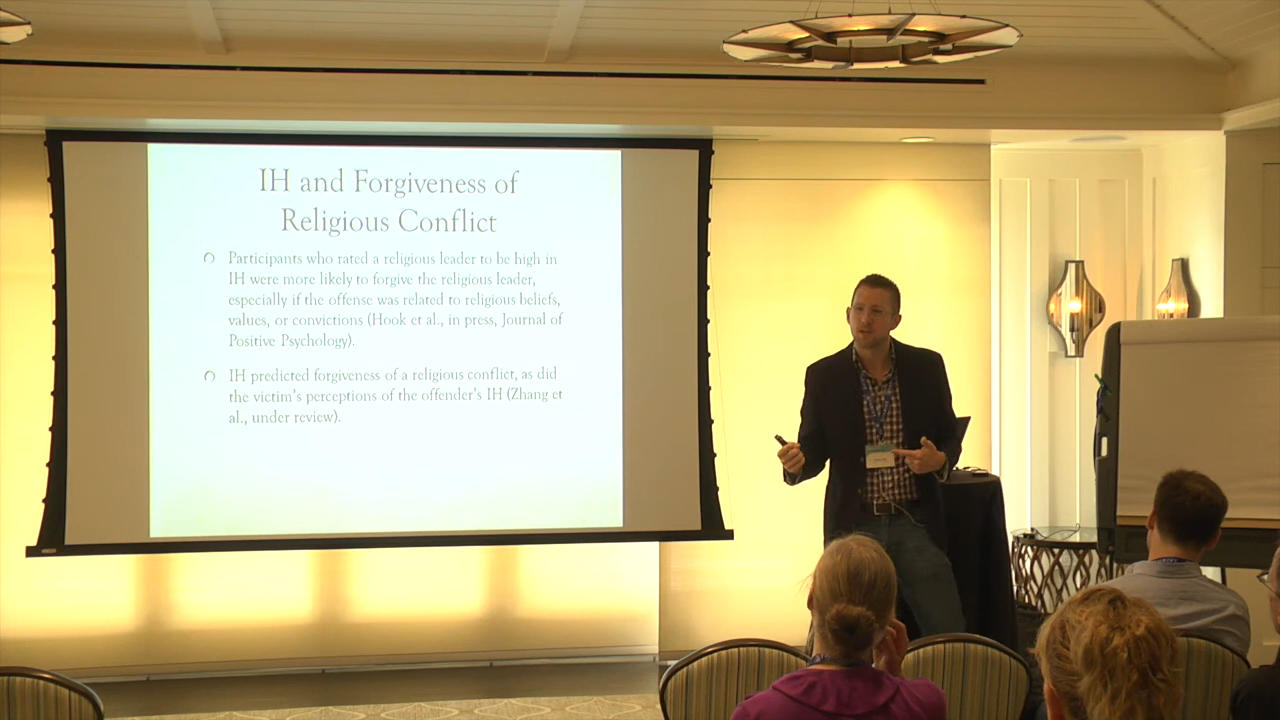 IH and Forgiveness of
Religious Conflict
Participants who rated a religious leader to be high in
IH were more likely to forgive the religious leader,
especially if the offense was related to religious beliefs,
values, or convictions (Hook et al., in press, Journal of
Positive Psychology).
IH predicted forgiveness of a religious conflict, as did
the victim's perceptions of the offender's IH (Zhang et
al., under review).